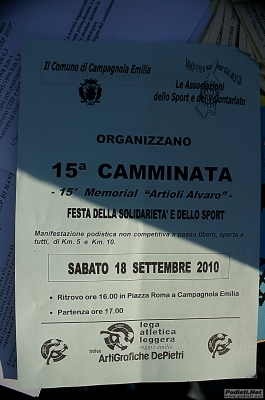 Il Comune di Campagnola Emilia
Le Associazioni
dello Sport e del Volontariato
ORGANIZZANO
15ª CAMMINATA
- 15° Memorial "Artioli Alvaro" -
FESTA DELLA SOLIDARIETA' E DELLO SPORT
Manifestazione podistica non competitiva a passo libero, aperta a
tutti, di Km. 5 e Km. 10.
SABATO 18 SETTEMBRE 2010
• Ritrovo ore 16.00 in Piazza Roma a Campagnola Emilia
• Partenza ore 17.00
lega
atletica
leggera
reggio emilia
trofeo ArtiGrafiche DePietri
Podisti.Net